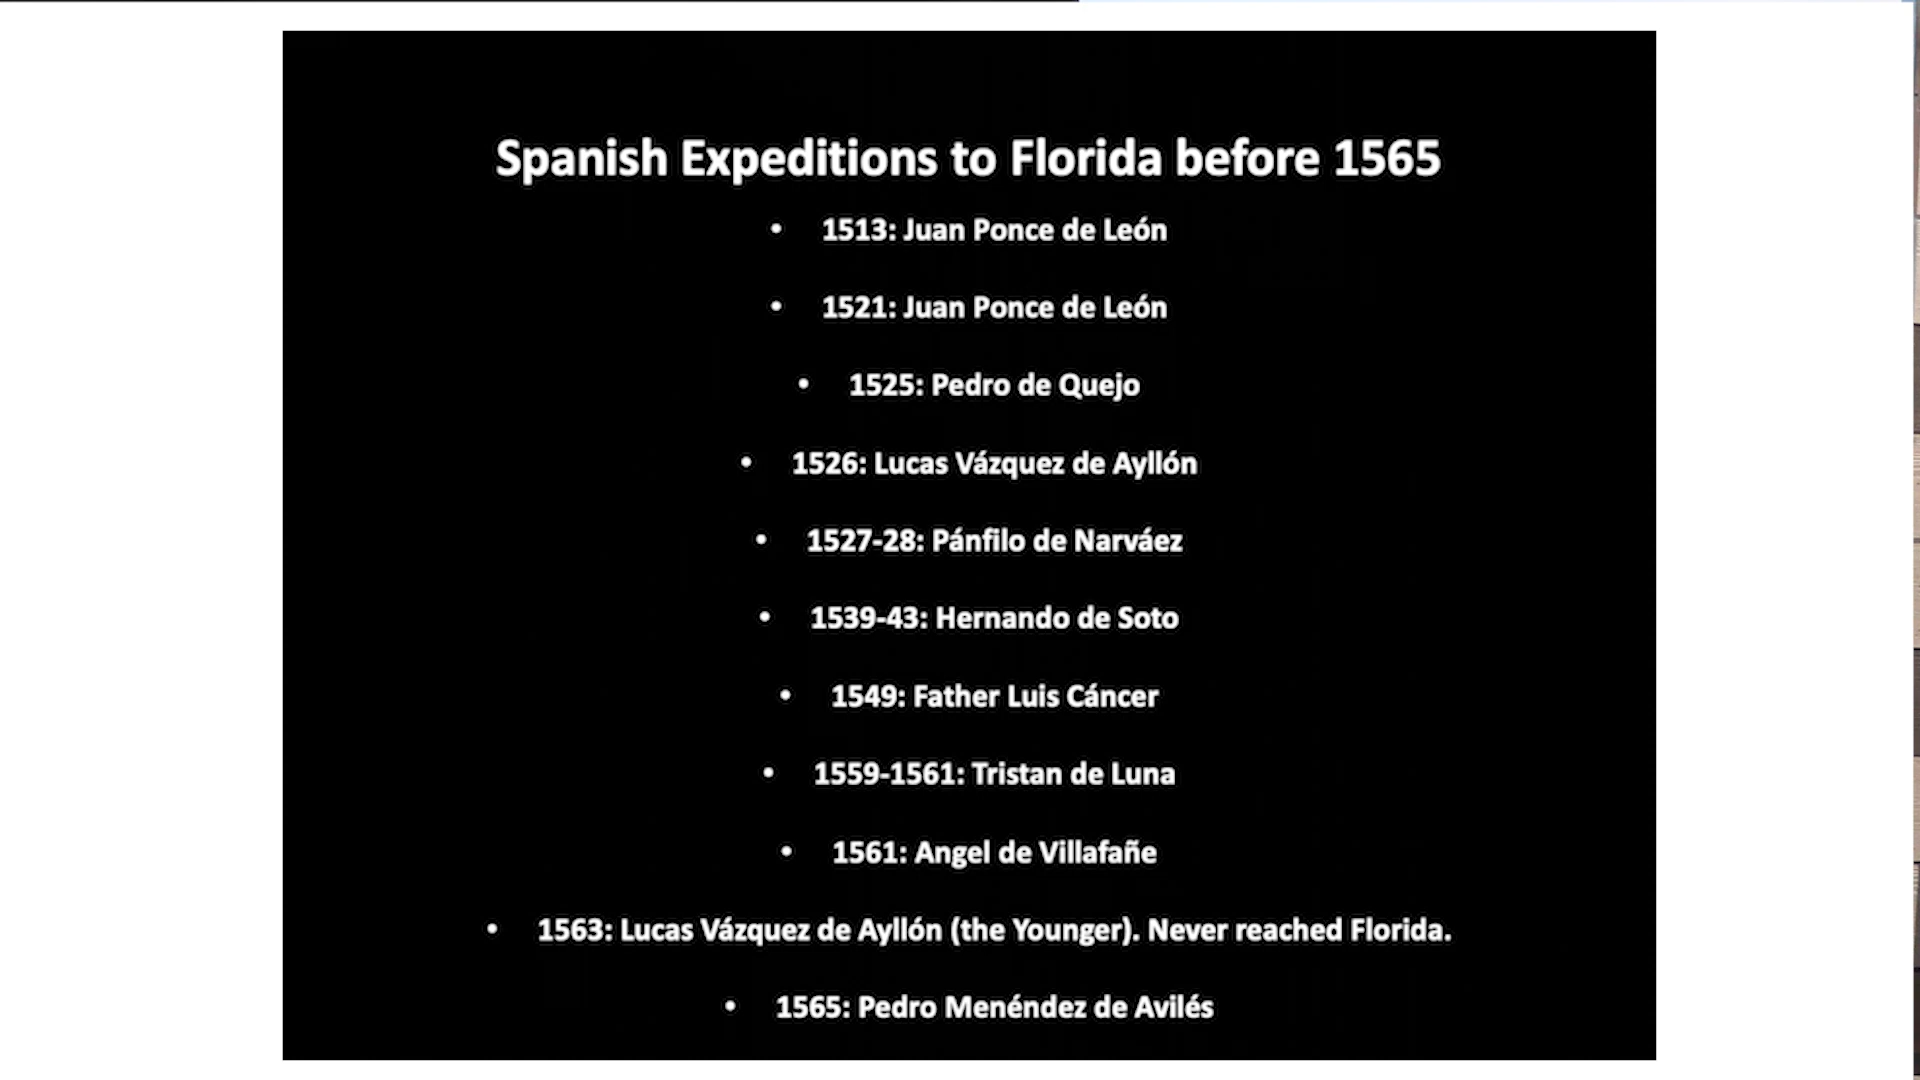 Spanish Expeditions to Florida before 1565
• 1513: Juan Ponce de León
• 1521: Juan Ponce de León
• 1525: Pedro de Quejo
• 1526: Lucas Vázquez de Ayllón
• 1527-28: Pánfilo de Narváez
• 1539-43: Hernando de Soto
• 1549: Father Luis Cáncer
• 1559-1561: Tristan de Luna
• 1561: Angel de Villafañe
• 1563: Lucas Vázquez de Ayllón (the Younger). Never reached Florida.
• 1565: Pedro Menéndez de Avilés